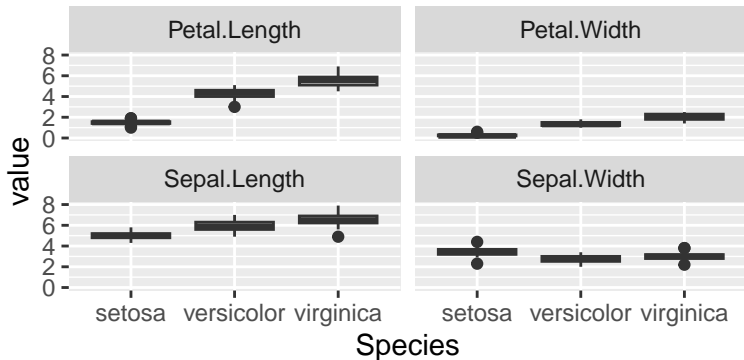 Petal.Length
Petal.Width
8
6
4
2
0
Sepal.Length
Sepal.Width
8
6
4
2
0
value
setosa versicolor virginica
setosa versicolor virginica
Species